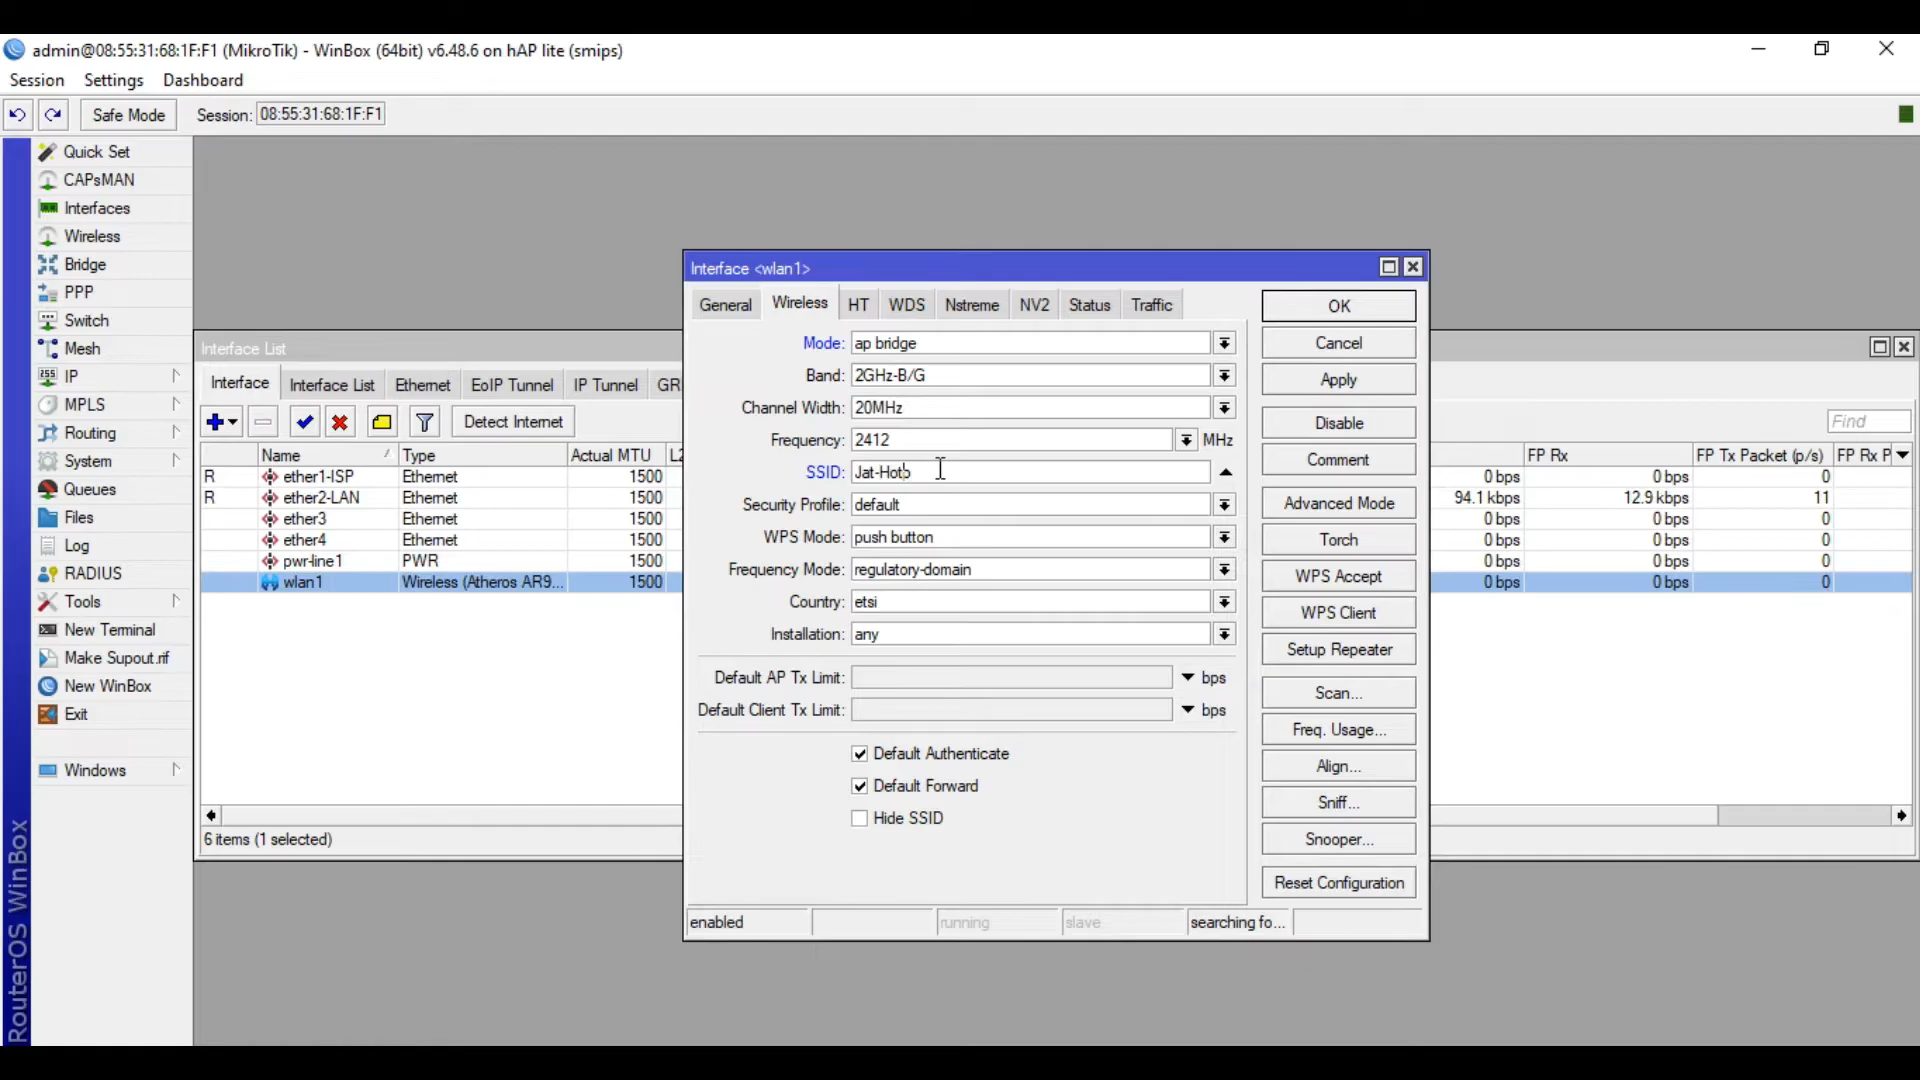 admin@08:55:31:68:1F:F1 (MikroTik) - WinBox (64bit) v6.48.6 on hAP lite (smips)
Session Settings Dashboard
Safe Mode Session: 08:55:31:68:1F:F1
Quick Set
CAPsMAN
Interfaces
Wireless
Bridge
PPP
Switch
Mesh
IP
MPLS
Routing
System
Queues
Files
Log
RADIUS
Tools
New Terminal
Make Supout.rif
New WinBox
Exit
Windows
RouterOS WinBox
Interface List
Interface Interface List Ethernet EoIP Tunnel IP Tunnel GR
Detect Internet
Find
Name Type Actual MTU L2 FP Rx FP Tx Packet (p/s) FP Rx P
R ether1-ISP Ethernet 1500 0 bps 0 bps 0
R ether2-LAN Ethernet 1500 94.1 kbps 12.9 kbps 11
ether3 Ethernet 1500 0 bps 0 bps 0
ether4 Ethernet 1500 0 bps 0 bps 0
pwr-line1 PWR 1500 0 bps 0 bps 0
wlan1 Wireless (Atheros AR9... 1500 0 bps 0 bps 0
6 items (1 selected)
Interface <wlan1>
General Wireless HT WDS Nstreme NV2 Status Traffic
Mode: ap bridge
Band: 2GHz-B/G
Channel Width: 20MHz
Frequency: 2412 MHz
SSID:
Security Profile: default
WPS Mode: push button
Frequency Mode: regulatory-domain
Country: etsi
Installation: any
Default AP Tx Limit: bps
Default Client Tx Limit: bps
Default Authenticate
Default Forward
Hide SSID
OK
Cancel
Apply
Disable
Comment
Advanced Mode
Torch
WPS Accept
WPS Client
Setup Repeater
Scan...
Freq. Usage...
Align...
Sniff...
Snooper...
Reset Configuration
enabled running slave searching fo...